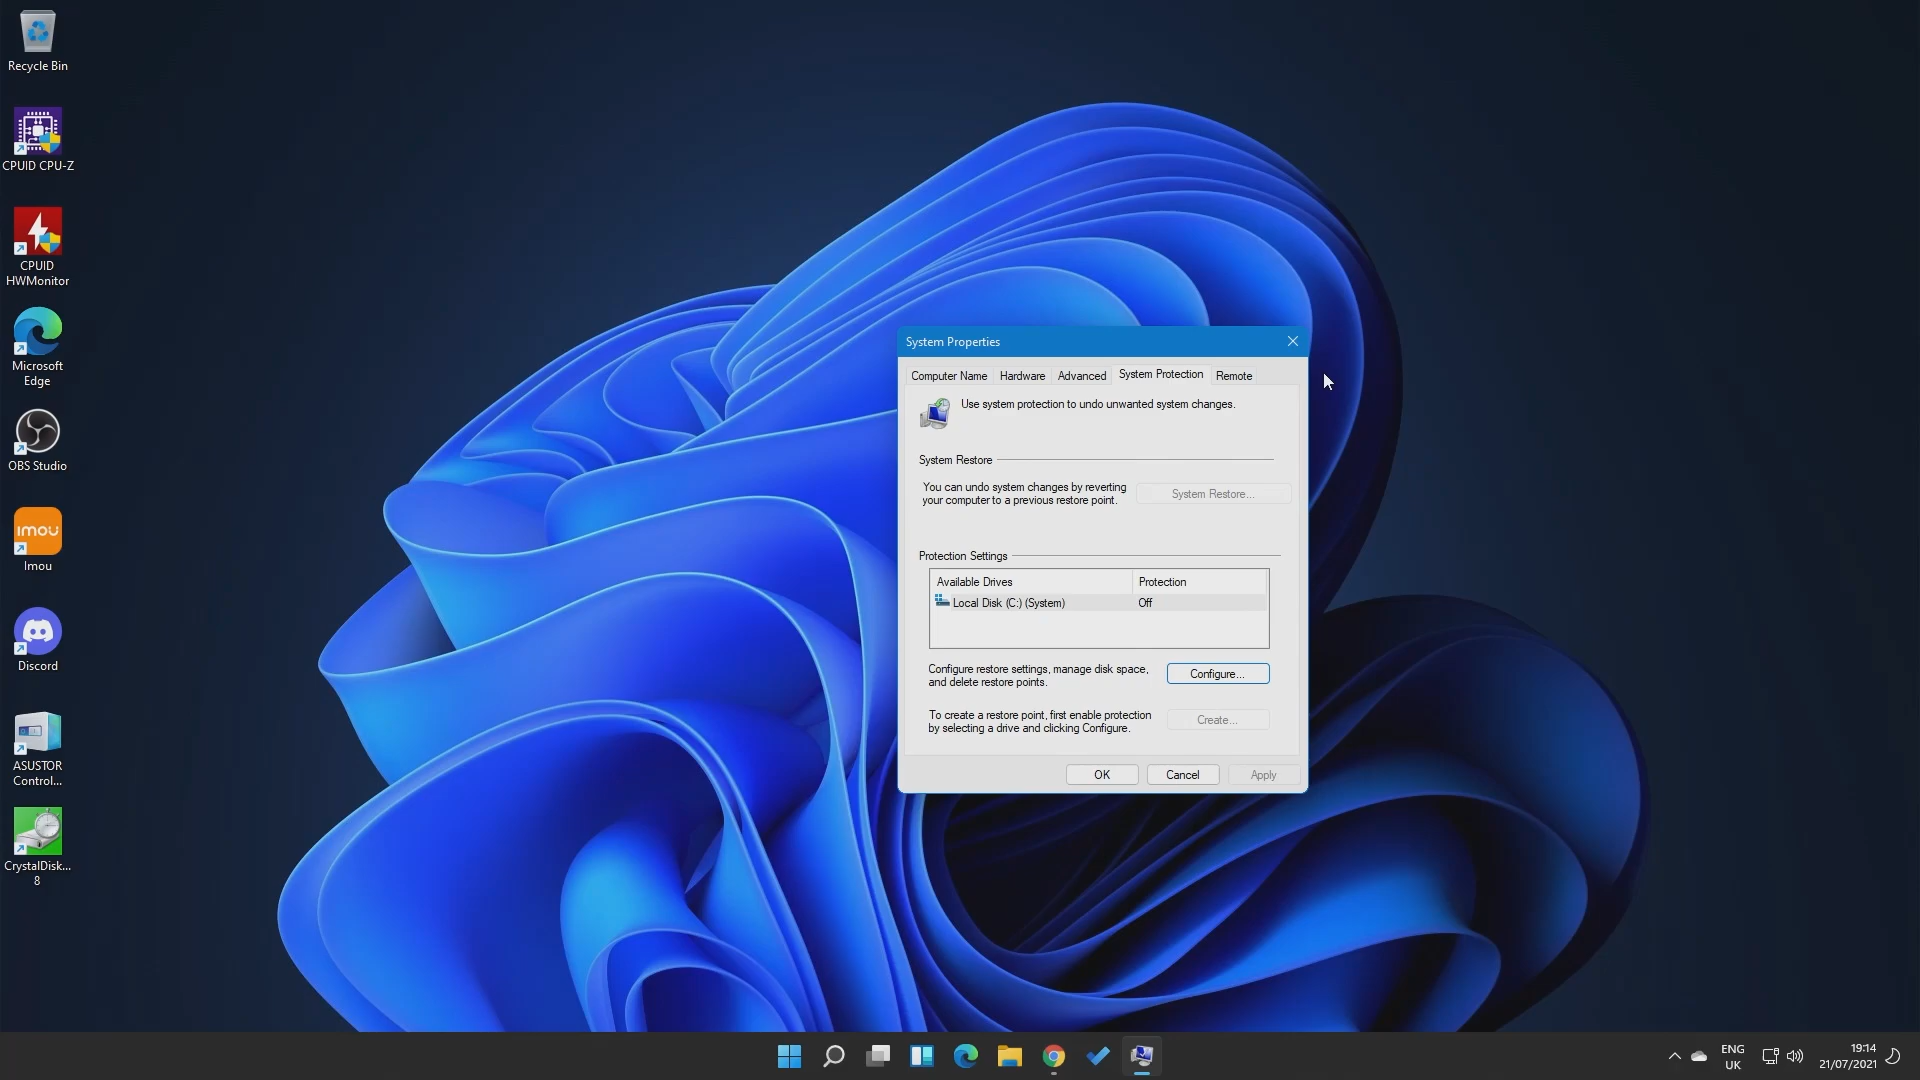 Recycle Bin
CPUID CPU-Z
CPUID
HWMonitor
Microsoft
Edge
OBS Studio
imou
Imou
Discord
ASUSTOR
Control...
CrystalDisk...
8
System Properties
Computer Name
Hardware
Advanced
System Protection
Remote
Use system protection to undo unwanted system changes.
System Restore
You can undo system changes by reverting
your computer to a previous restore point.
System Restore...
Protection Settings
Available Drives
Protection
Local Disk (C:) (System)
Off
Configure restore settings, manage disk space,
and delete restore points.
Configure...
To create a restore point, first enable protection
by selecting a drive and clicking Configure.
Create...
OK
Cancel
Apply
ENG
UK
19:14
21/07/2021